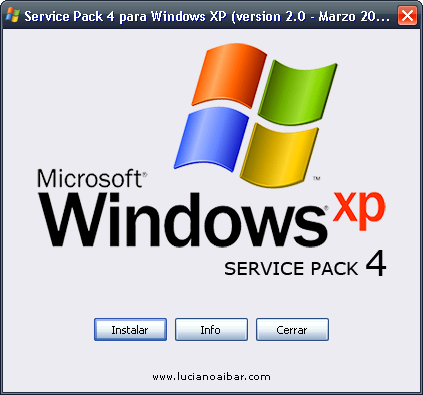 Service Pack 4 para Windows XP (version 2.0 - Marzo 20...
Microsoft®
Windows® xp
™
SERVICE PACK 4
Instalar
Info
Cerrar
www.lucianoaibar.com